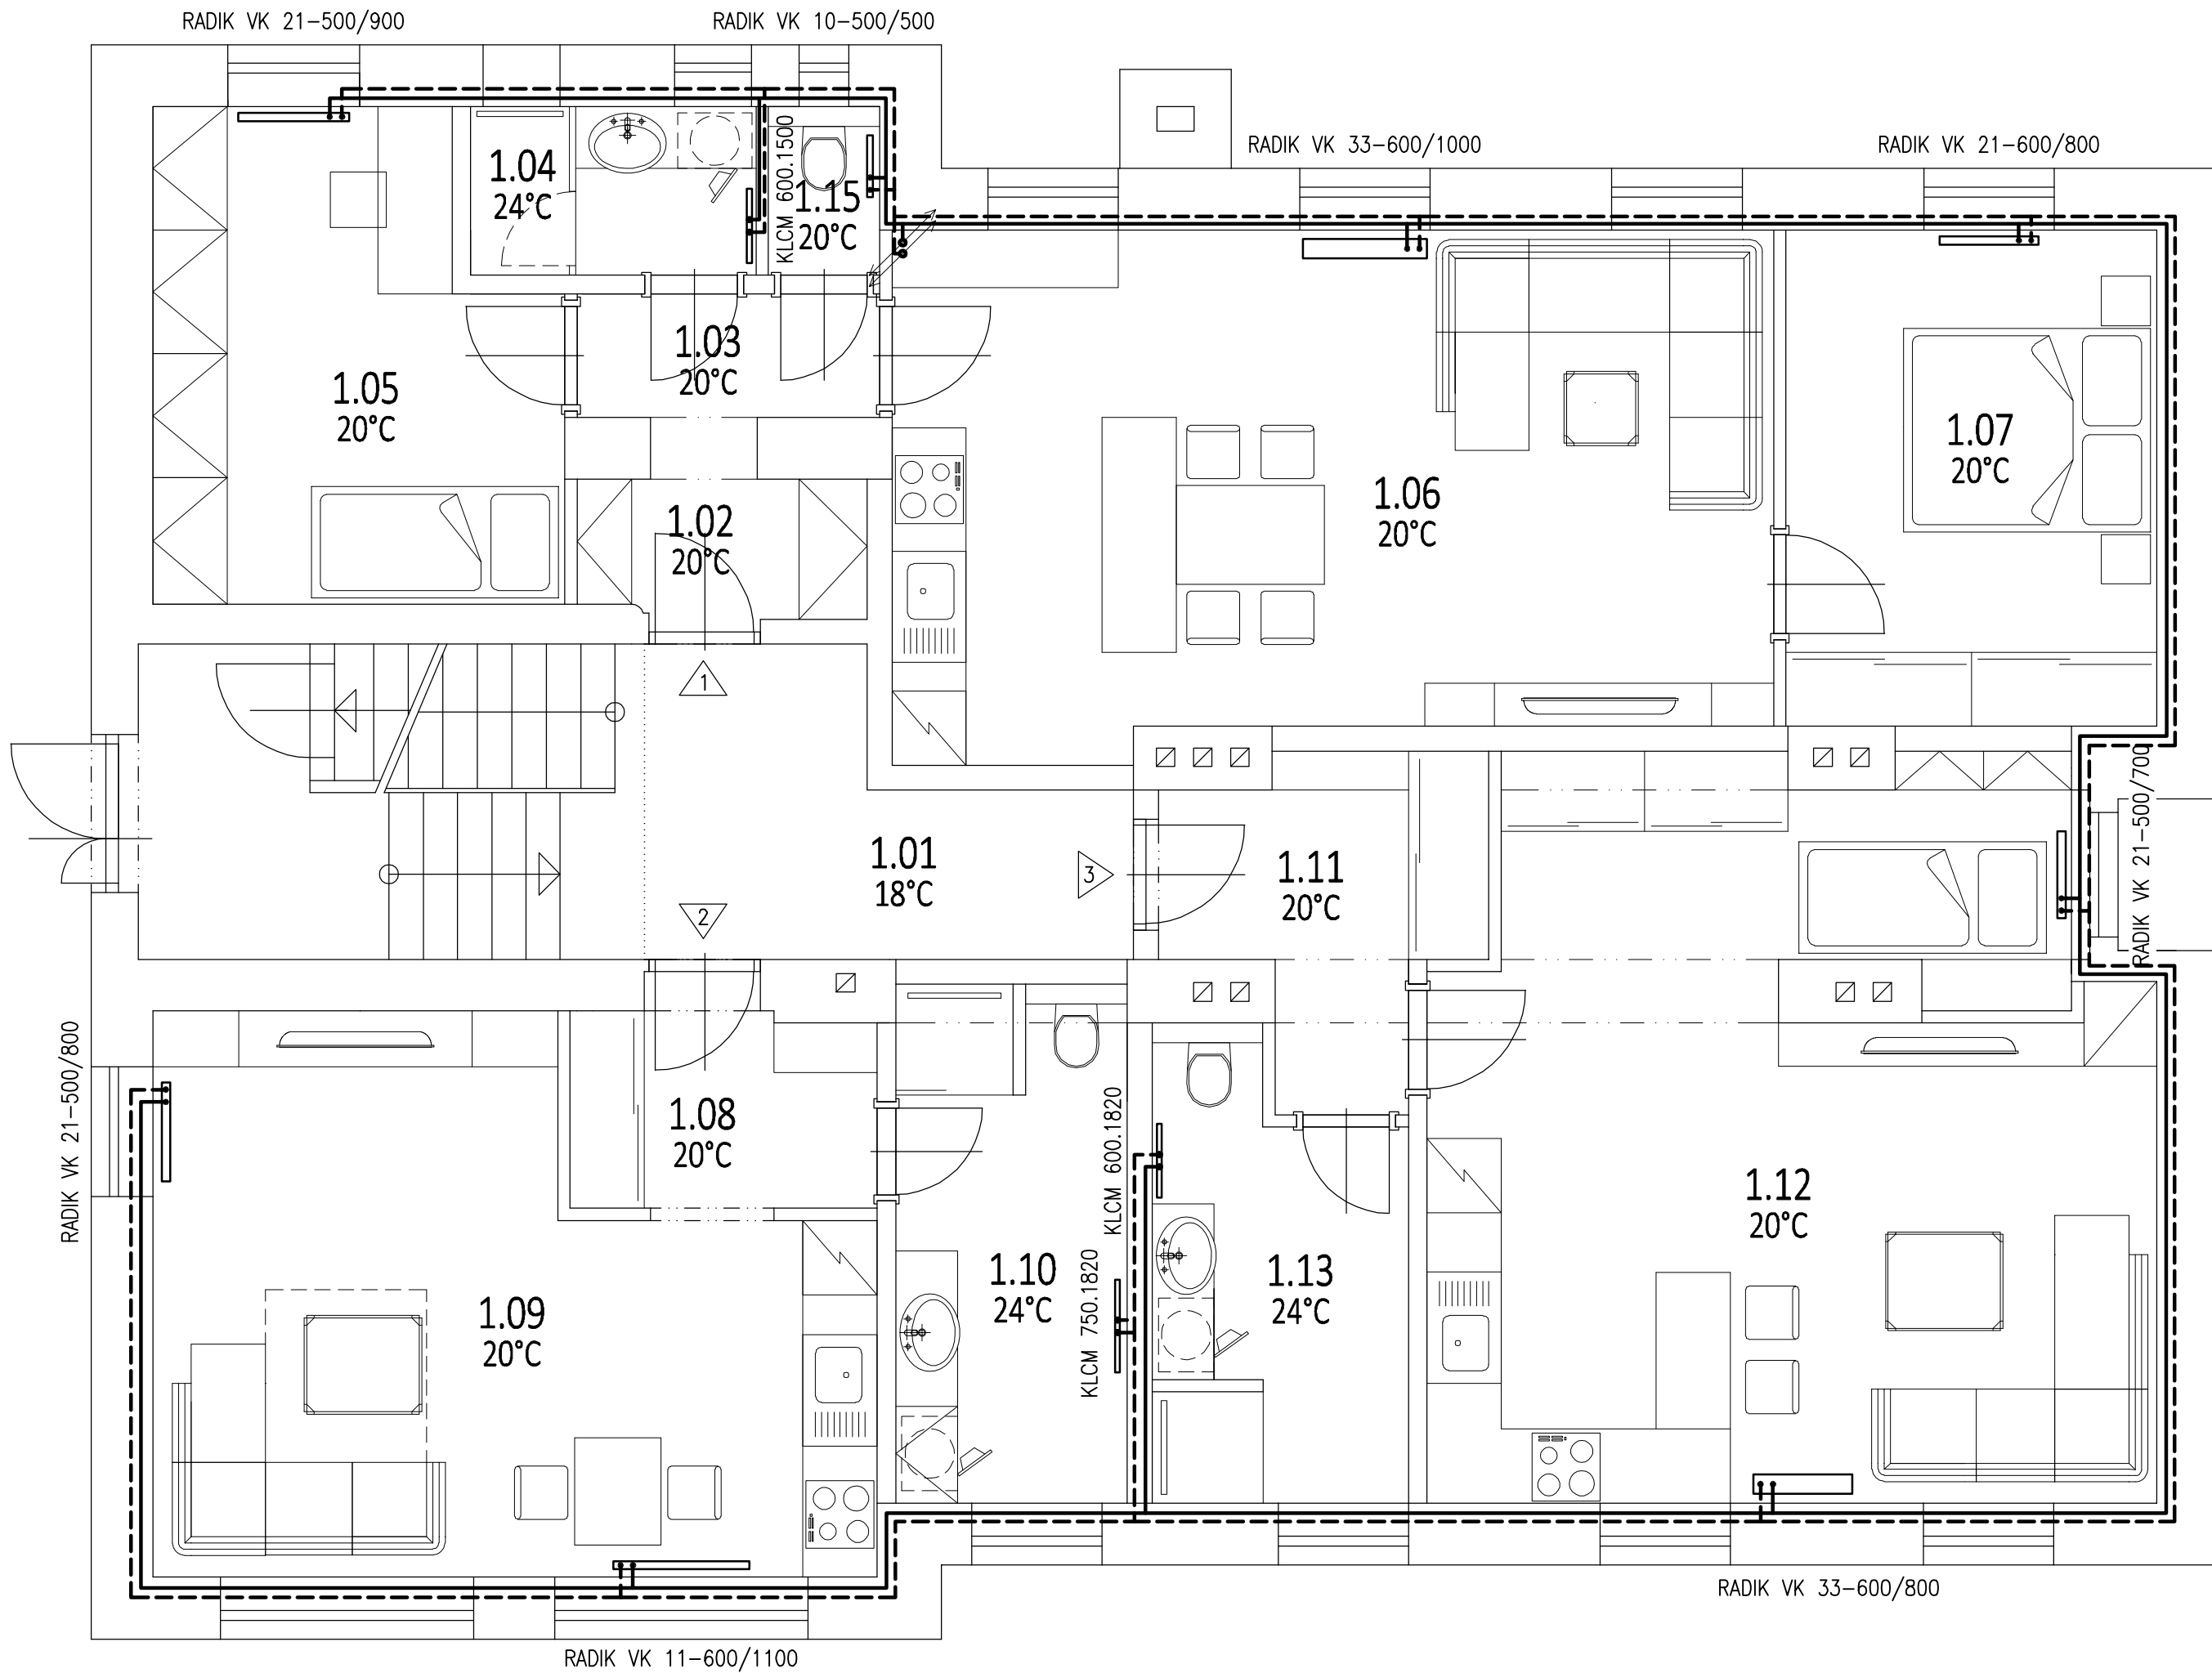 RADIK VK 21-500/900
RADIK VK 10-500/500
RADIK VK 33-600/1000
RADIK VK 21-600/800
KLCM 600.1500
1.04
24°C
1.15
20°C
1.03
20°C
1.05
20°C
1.02
20°C
1.06
20°C
1.07
20°C
1
RADIK VK 21-500/700
1.01
18°C
3
1.11
20°C
2
RADIK VK 21-500/800
1.08
20°C
KLCM 600.1820
1.12
20°C
1.10
24°C
KLCM 750.1820
1.13
24°C
1.09
20°C
RADIK VK 33-600/800
RADIK VK 11-600/1100